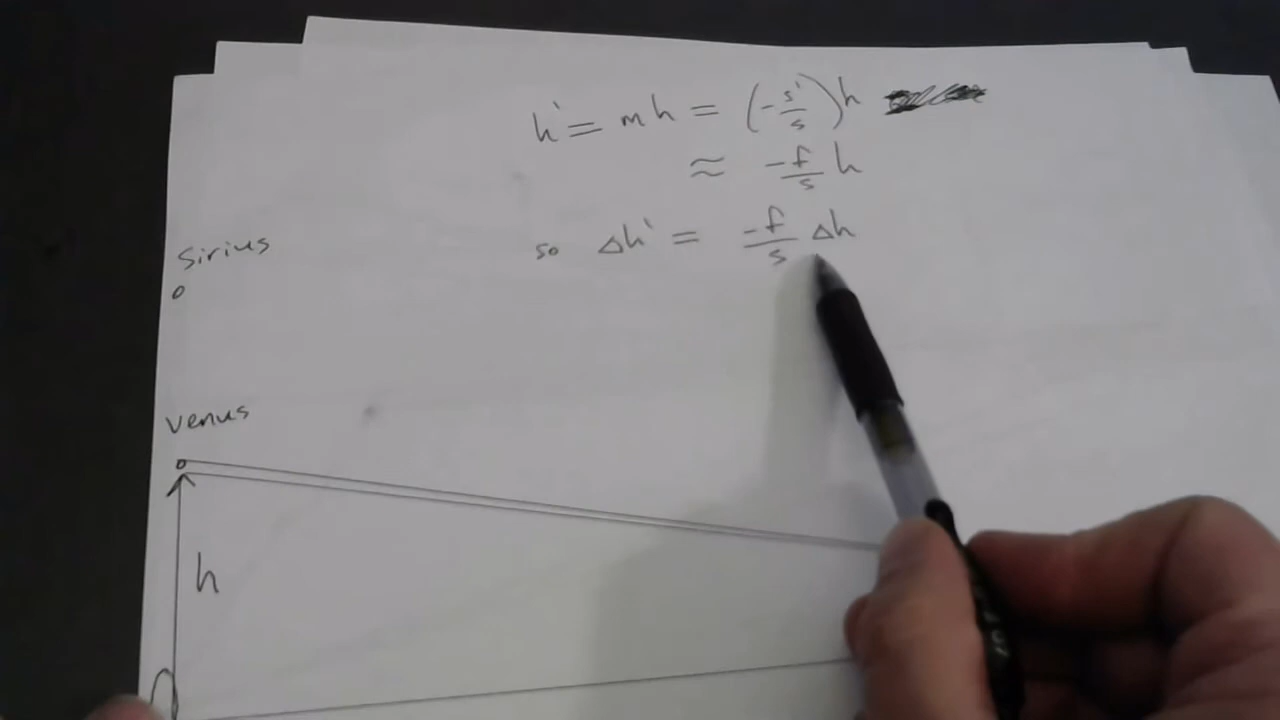 h' = mh = (-s'/s)h
≈ -f/s h
so Δh' = -f/s Δh
Sirius
Venus
h